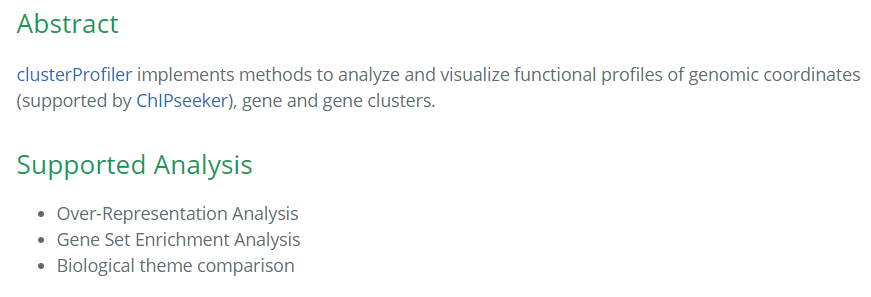 Abstract
clusterProfiler implements methods to analyze and visualize functional profiles of genomic coordinates
(supported by ChIPseeker), gene and gene clusters.
Supported Analysis
• Over-Representation Analysis
• Gene Set Enrichment Analysis
• Biological theme comparison